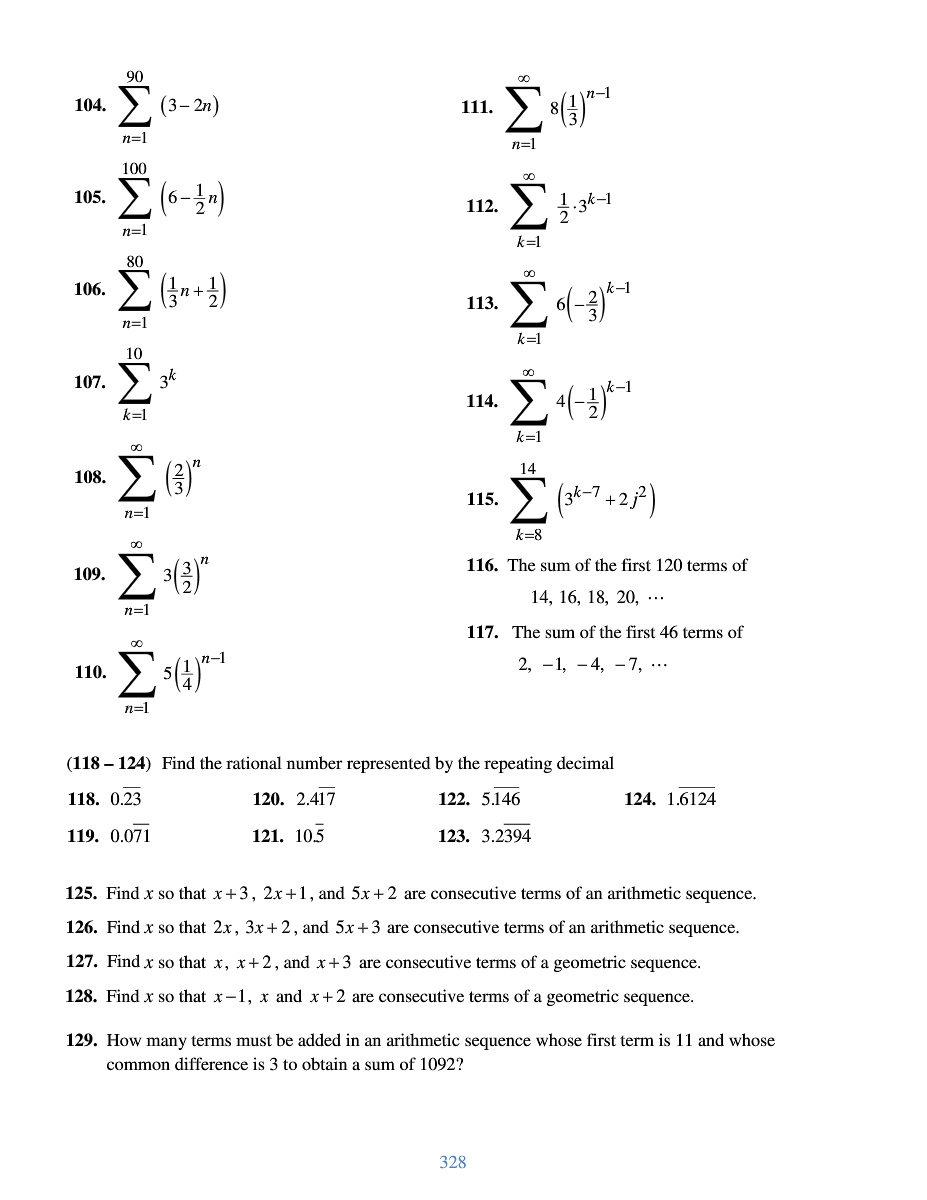 104. \sum_{n=1}^{90} (3 – 2n)
105. \sum_{n=1}^{100} \left(6 – \frac{1}{2} n\right)
106. \sum_{n=1}^{80} \left(\frac{1}{3} n + \frac{1}{2}\right)
107. \sum_{k=1}^{10} 3^k
108. \sum_{n=1}^{∞} \left(\frac{2}{3}\right)^n
109. \sum_{n=1}^{∞} 3\left(\frac{3}{2}\right)^n
110. \sum_{n=1}^{∞} 5\left(\frac{1}{4}\right)^{n–1}
111. \sum_{n=1}^{∞} 8\left(\frac{1}{3}\right)^{n–1}
112. \sum_{k=1}^{∞} \frac{1}{2} · 3^{k–1}
113. \sum_{k=1}^{∞} 6\left(–\frac{2}{3}\right)^{k–1}
114. \sum_{k=1}^{∞} 4\left(–\frac{1}{2}\right)^{k–1}
115. \sum_{k=8}^{14} \left(3^{k–7} + 2 j^2\right)
116. The sum of the first 120 terms of
14, 16, 18, 20, ⋯
117. The sum of the first 46 terms of
2, –1, –4, –7, ⋯
(118 – 124) Find the rational number represented by the repeating decimal
118. 0.\overline{23} 120. 2.4\overline{17} 122. 5.\overline{146} 124. 1.\overline{6124}
119. 0.0\overline{71} 121. 10.\overline{5} 123. 3.2\overline{394}
125. Find x so that x + 3, 2x + 1, and 5x + 2 are consecutive terms of an arithmetic sequence.
126. Find x so that 2x, 3x + 2, and 5x + 3 are consecutive terms of an arithmetic sequence.
127. Find x so that x, x + 2, and x + 3 are consecutive terms of a geometric sequence.
128. Find x so that x – 1, x and x + 2 are consecutive terms of a geometric sequence.
129. How many terms must be added in an arithmetic sequence whose first term is 11 and whose
common difference is 3 to obtain a sum of 1092?
328